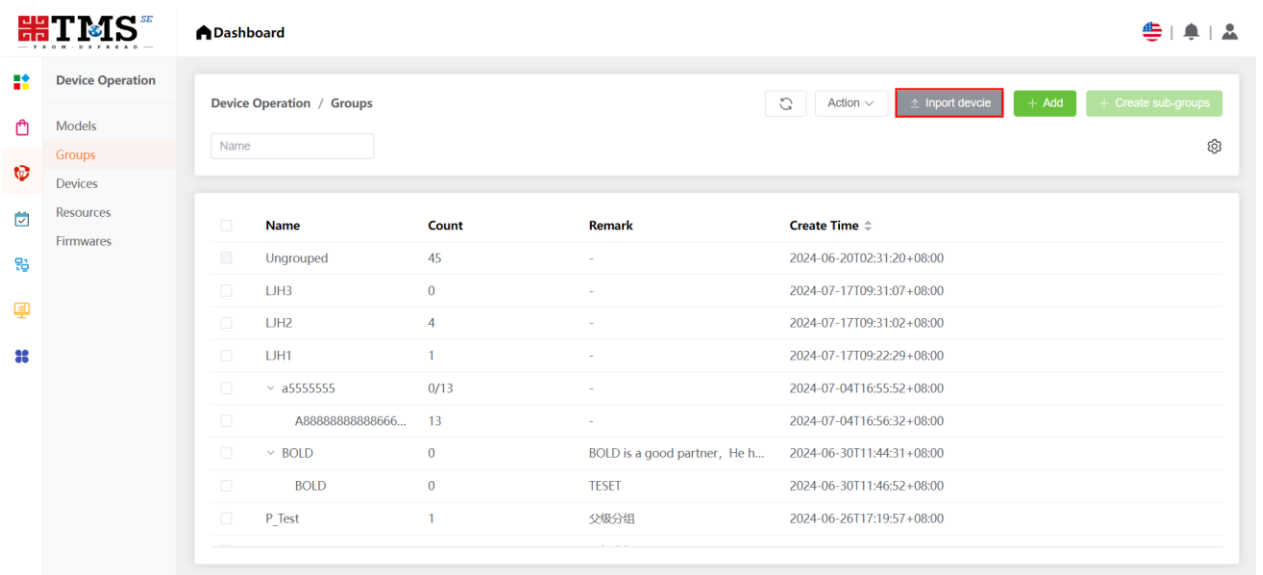 TMS SE
Dashboard
FROM·DSPREAD
Device Operation
Models
Groups
Devices
Resources
Firmwares
Device Operation / Groups
Action
Inport devcie
+ Add
+ Create sub-groups
Name
Name Count Remark Create Time
Ungrouped 45 - 2024-06-20T02:31:20+08:00
LJH3 0 - 2024-07-17T09:31:07+08:00
LJH2 4 - 2024-07-17T09:31:02+08:00
LJH1 1 - 2024-07-17T09:22:29+08:00
a5555555 0/13 - 2024-07-04T16:55:52+08:00
A88888888888666... 13 - 2024-07-04T16:56:32+08:00
BOLD 0 BOLD is a good partner，He h... 2024-06-30T11:44:31+08:00
BOLD 0 TESET 2024-06-30T11:46:52+08:00
P_Test 1 父级分组 2024-06-26T17:19:57+08:00